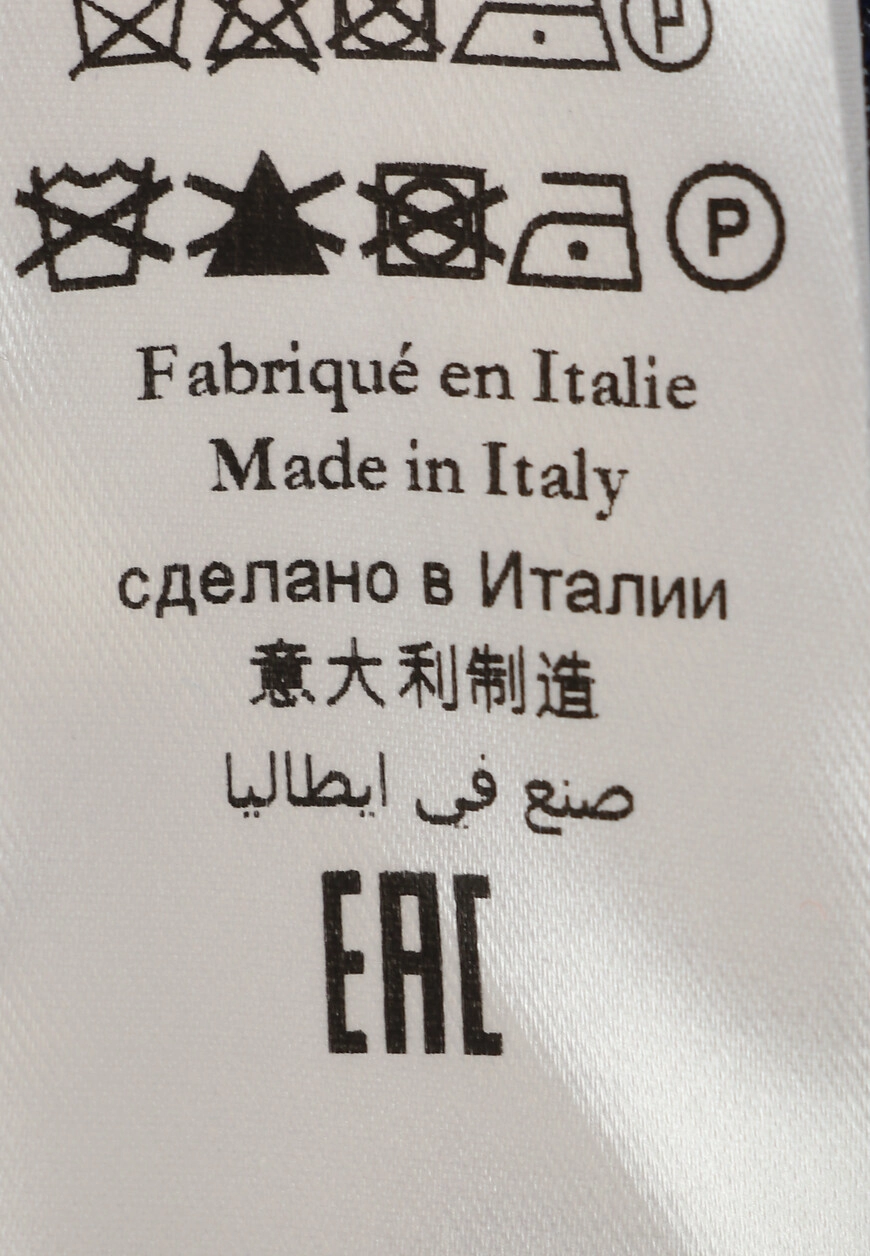 P
Fabriqué en Italie
Made in Italy
сделано в Италии
意大利制造
صنع في ايطاليا
EAC